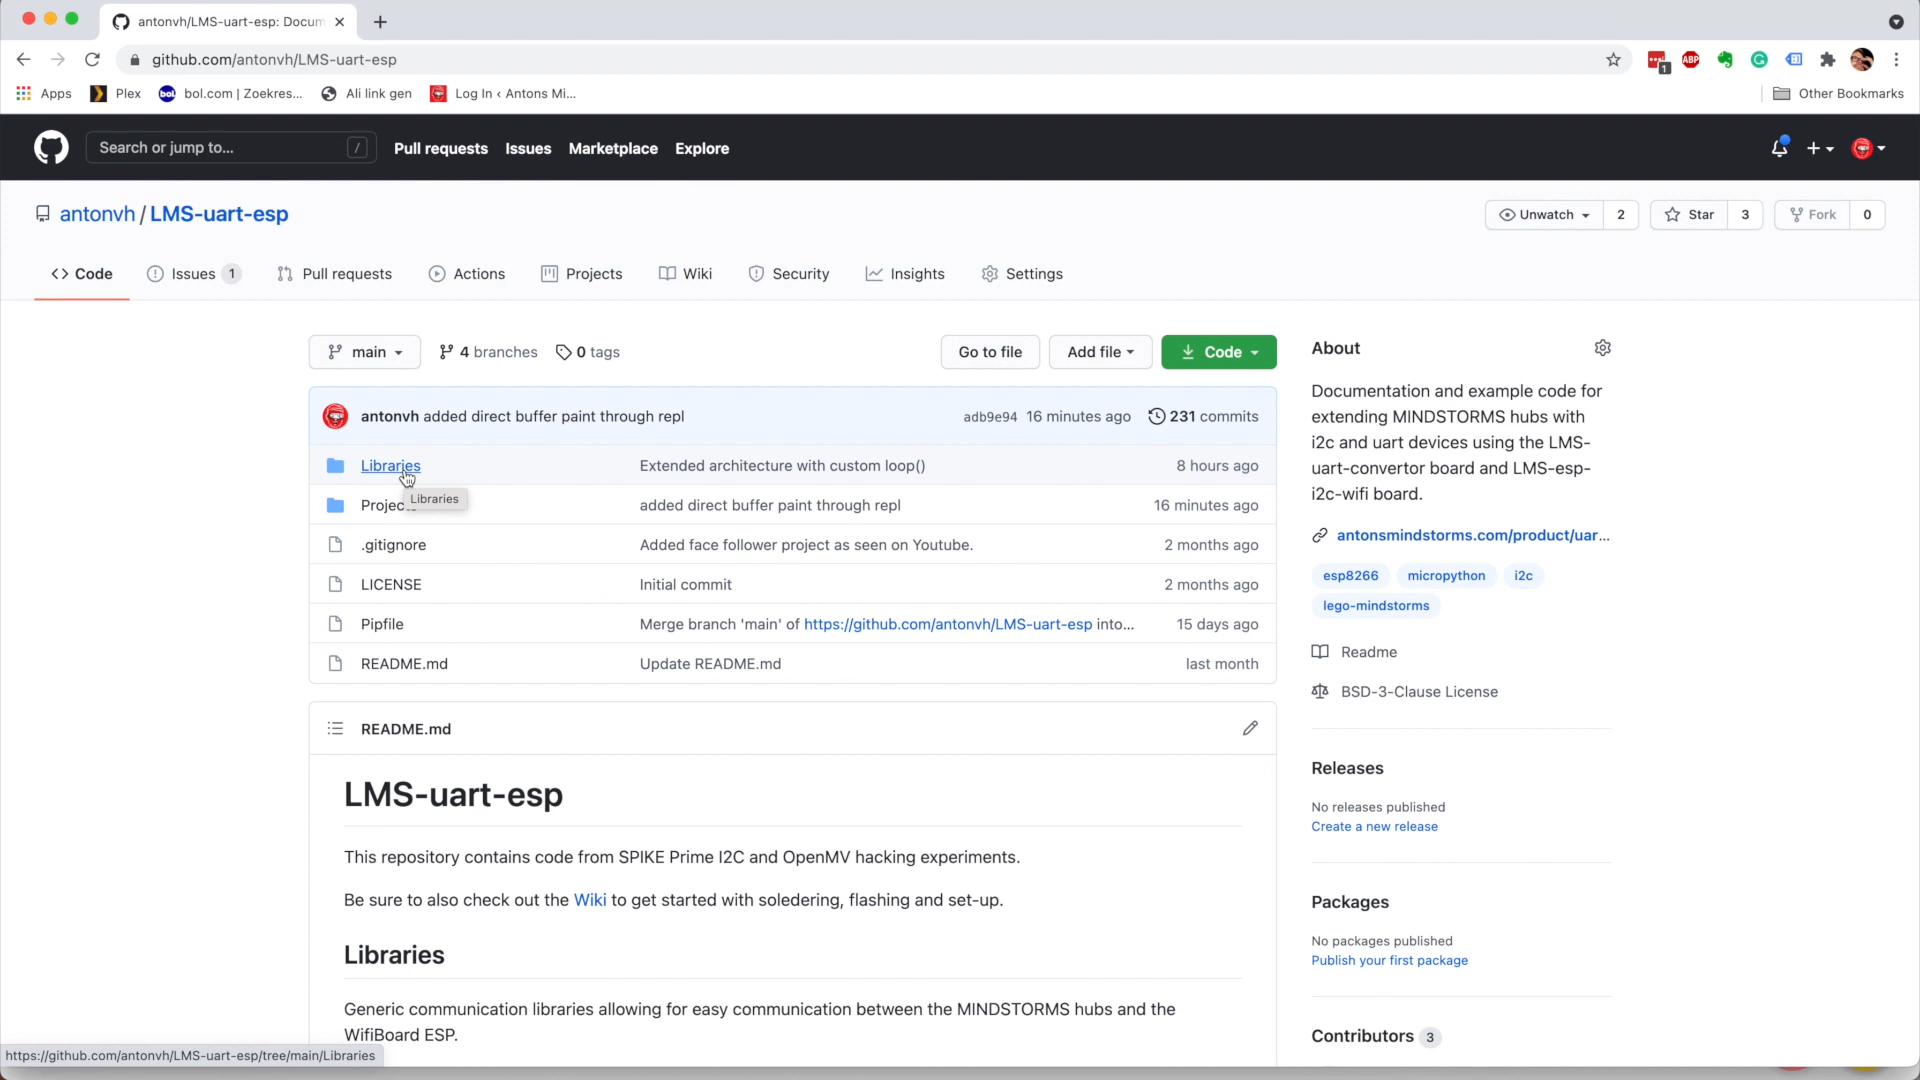 antonvh/LMS-uart-esp: Docum
github.com/antonvh/LMS-uart-esp
1
ABP
Apps
Plex
bol
bol.com | Zoekres...
Ali link gen
Log In ‹ Antons Mi...
Other Bookmarks
Search or jump to...
/
Pull requests
Issues
Marketplace
Explore
antonvh / LMS-uart-esp
Unwatch
2
Star
3
Fork
0
Code
Issues
1
Pull requests
Actions
Projects
Wiki
Security
Insights
Settings
main
4 branches
0 tags
Go to file
Add file
Code
antonvh added direct buffer paint through repl
adb9e94
16 minutes ago
231 commits
Libraries
Extended architecture with custom loop()
8 hours ago
Libraries
Projec
added direct buffer paint through repl
16 minutes ago
.gitignore
Added face follower project as seen on Youtube.
2 months ago
LICENSE
Initial commit
2 months ago
Pipfile
Merge branch 'main' of https://github.com/antonvh/LMS-uart-esp into...
15 days ago
README.md
Update README.md
last month
README.md
LMS-uart-esp
This repository contains code from SPIKE Prime I2C and OpenMV hacking experiments.
Be sure to also check out the Wiki to get started with soledering, flashing and set-up.
Libraries
Generic communication libraries allowing for easy communication between the MINDSTORMS hubs and the
WifiBoard ESP.
About
Documentation and example code for
extending MINDSTORMS hubs with
i2c and uart devices using the LMS-
uart-convertor board and LMS-esp-
i2c-wifi board.
antonsmindstorms.com/product/uar...
esp8266
micropython
i2c
lego-mindstorms
Readme
BSD-3-Clause License
Releases
No releases published
Create a new release
Packages
No packages published
Publish your first package
Contributors 3
https://github.com/antonvh/LMS-uart-esp/tree/main/Libraries